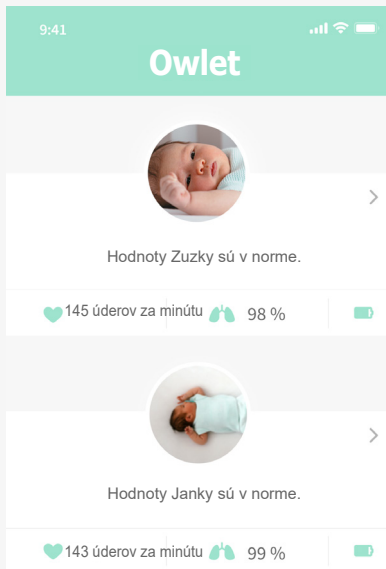 9:41
Owlet
Hodnoty Zuzky sú v norme.
145 úderov za minútu 98 %
Hodnoty Janky sú v norme.
143 úderov za minútu 99 %